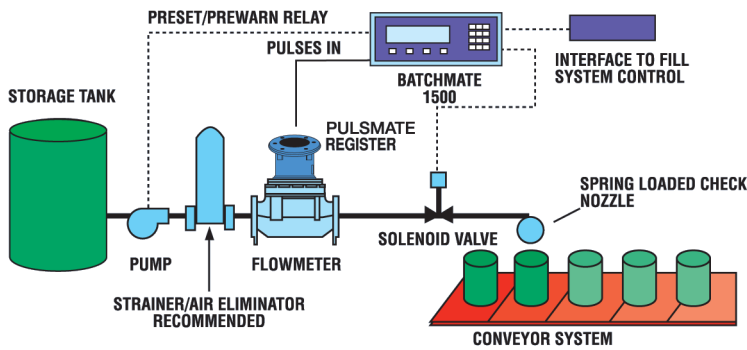 PRESET/PREWARN RELAY
PULSES IN
BATCHMATE
1500
INTERFACE TO FILL
SYSTEM CONTROL
STORAGE TANK
PULSMATE
REGISTER
SPRING LOADED CHECK
NOZZLE
SOLENOID VALVE
PUMP
FLOWMETER
STRAINER/AIR ELIMINATOR
RECOMMENDED
CONVEYOR SYSTEM